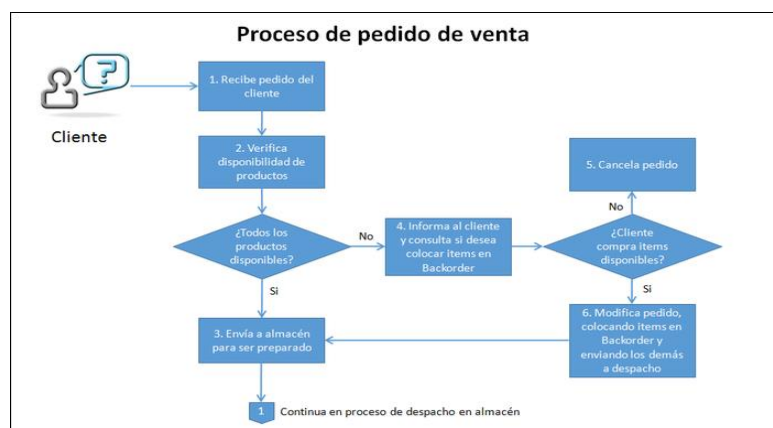 Proceso de pedido de venta
?
Cliente
1. Recibe pedido del
cliente
2. Verifica
disponibilidad de
productos
¿Todos los
productos
disponibles?
No
Si
3. Envía a almacén
para ser preparado
4. Informa al cliente
y consulta si desea
colocar items en
Backorder
¿Cliente
compra items
disponibles?
No
5. Cancela pedido
Si
6. Modifica pedido,
colocando items en
Backorder y
enviando los demás
a despacho
1
Continua en proceso de despacho en almacén